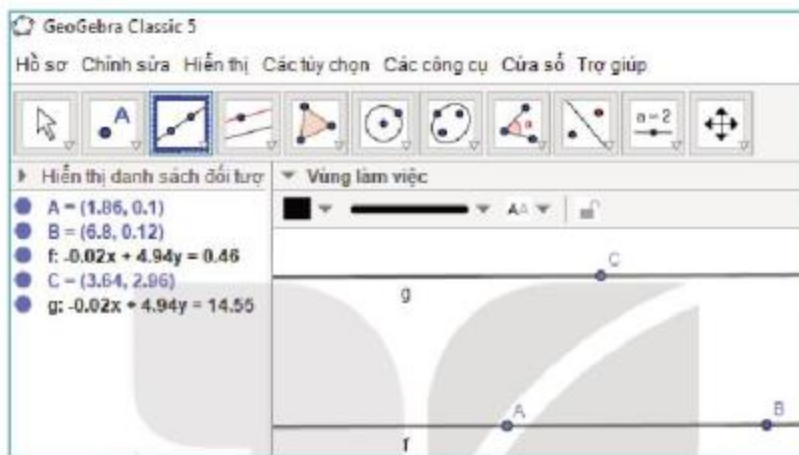 GeoGebra Classic 5
Hồ sơ Chỉnh sửa Hiển thị Các tùy chọn Các công cụ Cửa sổ Trợ giúp
A
α
a=2
Hiển thị danh sách đối tượ
Vùng làm việc
A = (1.86, 0.1)
B = (6.8, 0.12)
f: -0.02x + 4.94y = 0.46
C = (3.64, 2.96)
g: -0.02x + 4.94y = 14.55
AA
C
g
A
B
f